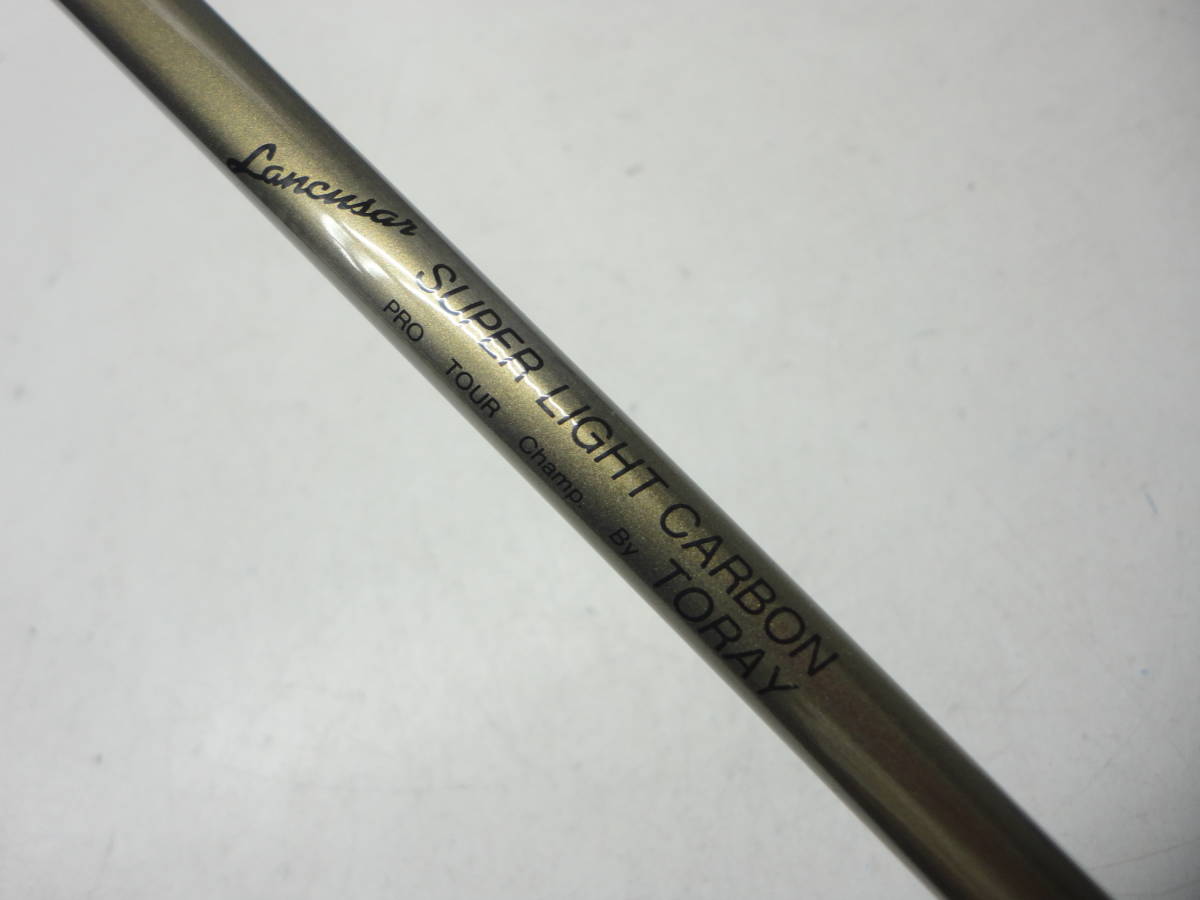 Lancusar SUPER LIGHT CARBON
PRO TOUR Champ. By TORAY